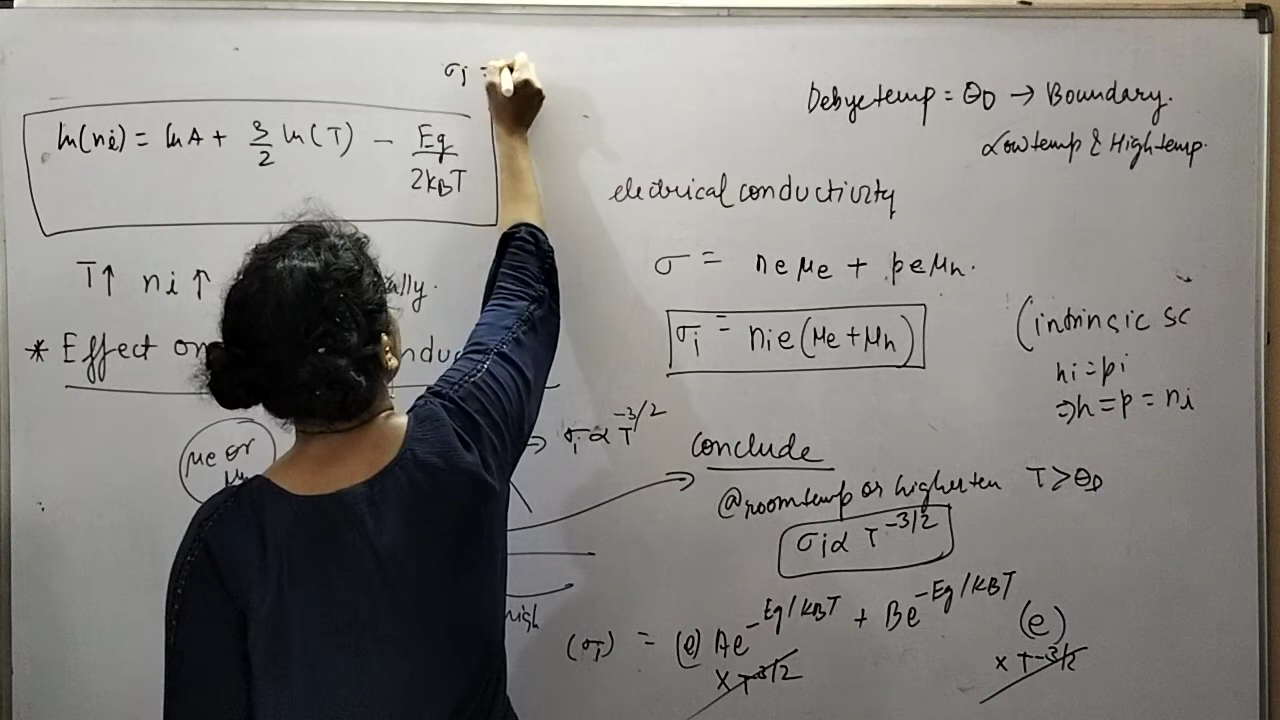 σi =
ln(ni) = lnA + 3/2 ln(T) - Eg/2kBT
T↑ ni↑ ally.
* Effect on
μe or
→ σi ∝ T^-3/2
high
Debye temp = θD → Boundary.
Low temp & High temp.
electrical conductivity
σ = neμe + peμh.
σi = nie(μe+μh)
(intrinsic SC
ni = pi
⇒ n = p = ni
Conclude
@room temp or higher ten T > θD
σi ∝ T^-3/2
(σi) = (e) Ae^-Eg/kBT + Be^-Eg/kBT (e)
x T^-3/2 x T^-3/2